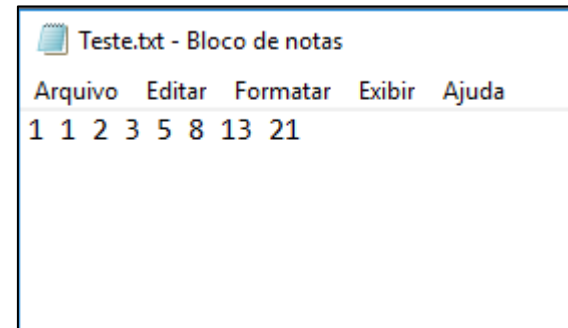 Teste.txt - Bloco de notas
Arquivo Editar Formatar Exibir Ajuda
1 1 2 3 5 8 13 21